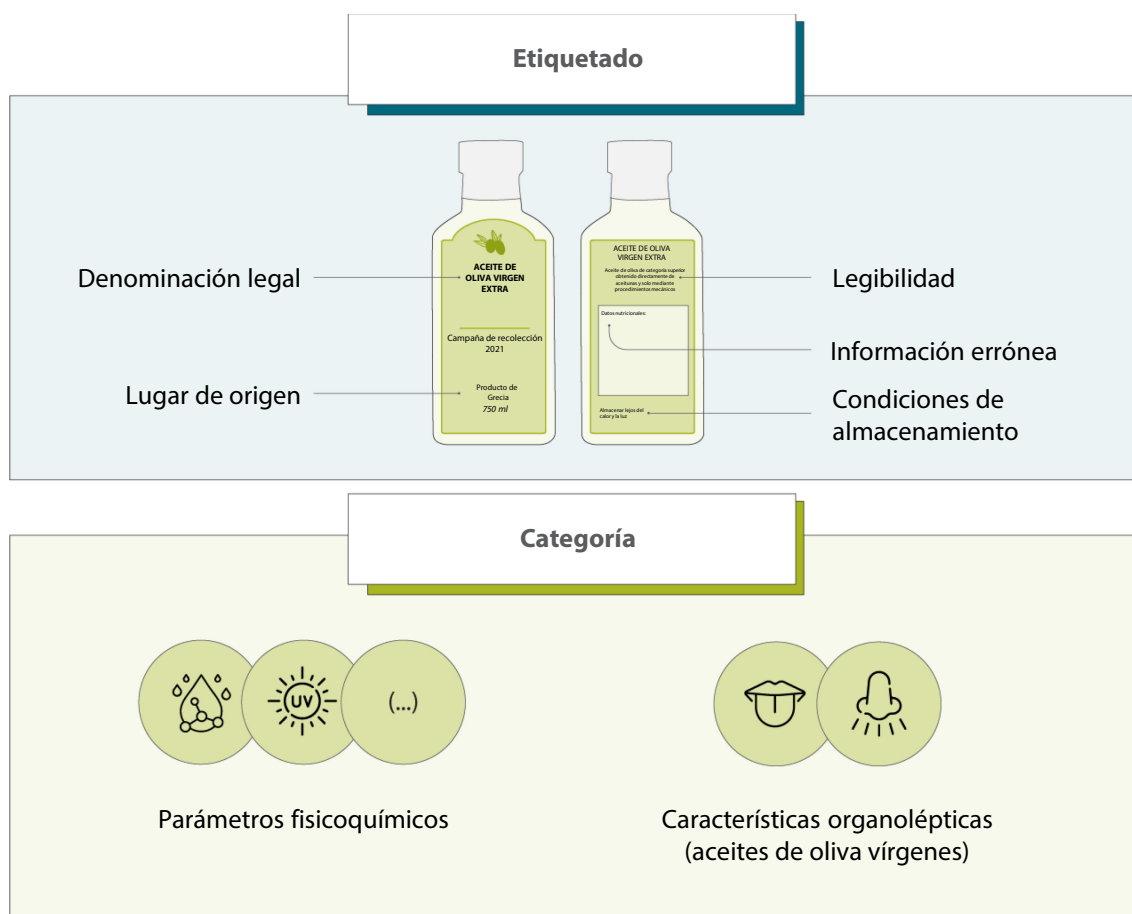 Etiquetado
Denominación legal
Lugar de origen
ACEITE DE
OLIVA VIRGEN
EXTRA
Campaña de recolección
2021
Producto de
Grecia
750 ml
ACEITE DE OLIVA
VIRGEN EXTRA
Aceite de oliva de categoría superior
obtenido directamente de
aceitunas y solo mediante
procedimientos mecánicos
Datos nutricionales:
Almacenar lejos del
calor y la luz
Legibilidad
Información errónea
Condiciones de
almacenamiento
Categoría
UV
(...)
Parámetros fisicoquímicos
Características organolépticas
(aceites de oliva vírgenes)